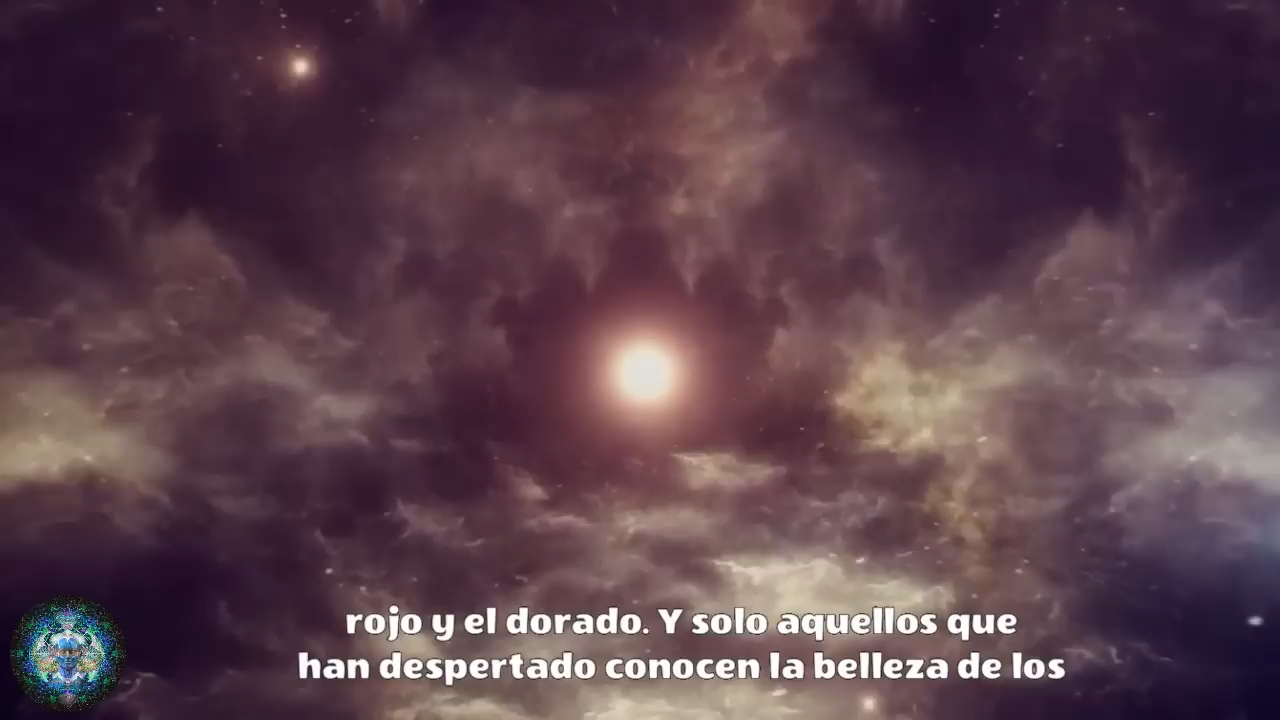 rojo y el dorado. Y solo aquellos que
han despertado conocen la belleza de los